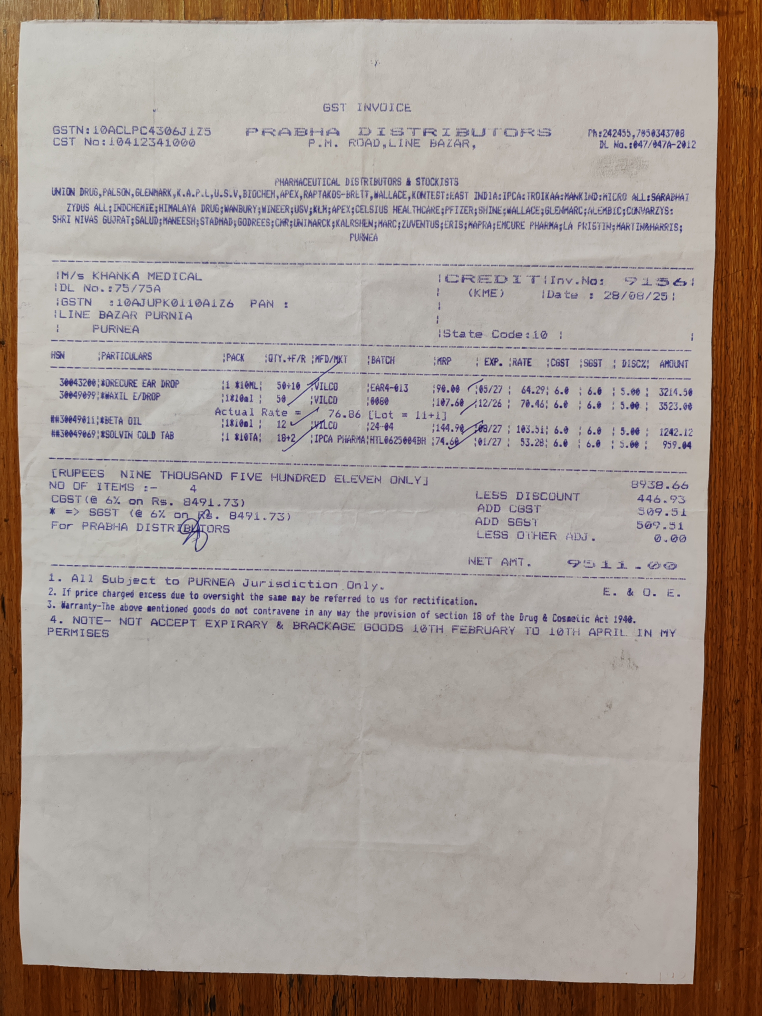 GST INVOICE
GSTN:10ACLPC4306J1Z5 PRABHA DISTRIBUTORS Ph:242455,7050343708
CST No:10412341000 P.M. ROAD,LINE BAZAR, DL No.:047/047A-2012
PHARMACEUTICAL DISTRIBUTORS & STOCKISTS
UNION DRUG,PALSON,GLENMARK,K.A.P.L,U.S.V,BIOCHEM,APEX,RAPTAKOS-BRETT,WALLACE,KONTEST:EAST INDIA:IPCA:TROIKAA:MANKIND:MICRO ALL:SARABHAI
ZYDUS ALL;INDCHEMIE;HIMALAYA DRUG;WANBURY;WINEER;USV;KLM;APEX;CELSIUS HEALTHCARE;PFIZER;SHINE;WALLACE;GLENMARC;ALEMBIC;
SHRI NIVAS GUJRAT;SALUD;MANEESH;STADMAD;GODREES;CMR;UNIMARCK;KALRSHEN;MARC;ZUVENTUS;ERIS;MAPRA;EMCURE PHARMA;LA PRISTIN;MARTIN&HARRIS;
PURNEA
|M/s KHANKA MEDICAL |CREDIT|Inv.No: 9156|
|DL No.:75/75A | (KME) |Date : 28/08/25|
|GSTN :10AJUPK0110A1Z6 PAN : |
|LINE BAZAR PURNIA | |
| PURNEA |State Code:10 | |
HSN |PARTICULARS |PACK |QTY.+F/R |MFD/MKT |BATCH |MRP | EXP. |RATE |CGST |SGST | DISC% | AMOUNT
30043200|*ORECURE EAR DROP |1 *10ML| 50+10 |VILCO |EAR4-013 |90.00 |05/27 | 64.29| 6.0 | 6.0 | 5.00 | 3214.50
30049099|*WAXIL E/DROP |1*10ml | 50 |VILCO |0080 |107.60 |12/26 | 70.46| 6.0 | 6.0 | 5.00 | 3523.00
Actual Rate = 76.86 [Lot = 11+1]
##30049011|*BETA OIL |1*10ml | 12 |VILCO |24-04 |144.90 |08/27 | 103.51| 6.0 | 6.0 | 5.00 | 1242.12
##30049069|*SOLVIN COLD TAB |1 *10TA| 18+2 |IPCA PHARMA|HTL0625004BH |74.60 |01/27 | 53.28| 6.0 | 6.0 | 5.00 | 959.04
[RUPEES NINE THOUSAND FIVE HUNDRED ELEVEN ONLY] 8938.66
NO OF ITEMS :- 4 LESS DISCOUNT 446.93
CGST(@ 6% on Rs. 8491.73) ADD CGST 509.51
* => SGST (@ 6% on Rs. 8491.73) ADD SGST 509.51
For PRABHA DISTRIBUTORS LESS OTHER ADJ. 0.00
NET AMT. 9511.00
1. All Subject to PURNEA Jurisdiction Only. E. & O. E.
2. If price charged excess due to oversight the same may be referred to us for rectification.
3. Warranty-The above mentioned goods do not contravene in any way the provision of section 18 of the Drug & Cosmetic Act 1940.
4. NOTE- NOT ACCEPT EXPIRARY & BRACKAGE GOODS 10TH FEBRUARY TO 10TH APRIL IN MY
PERMISES